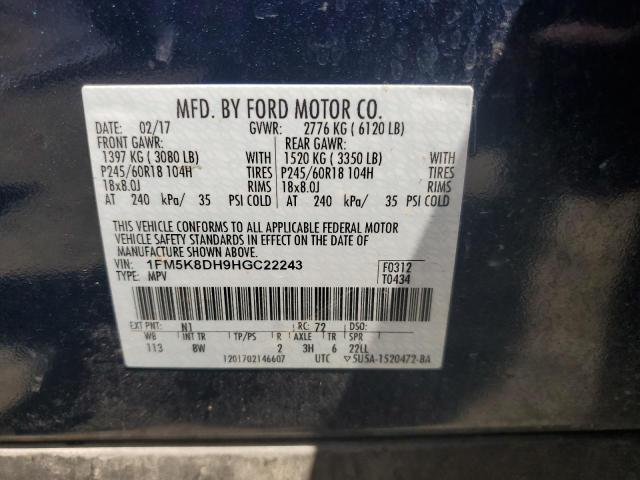 MFD. BY FORD MOTOR CO.
DATE: 02/17 GVWR: 2776 KG ( 6120 LB)
FRONT GAWR: REAR GAWR:
1397 KG ( 3080 LB) WITH 1520 KG ( 3350 LB) WITH
P245/60R18 104H TIRES P245/60R18 104H TIRES
18x8.0J RIMS 18x8.0J RIMS
AT 240 kPa/ 35 PSI COLD AT 240 kPa/ 35 PSI COLD
THIS VEHICLE CONFORMS TO ALL APPLICABLE FEDERAL MOTOR
VEHICLE SAFETY STANDARDS IN EFFECT ON THE DATE OF
MANUFACTURE SHOWN ABOVE.
VIN: 1FM5K8DH9HGC22243 F0312
TYPE: MPV T0434
EXT PNT: N1 RC: 72 DSO:
WB INT TR TP/PS R AXLE TR SPR
113 8W 2 3H 6 22LL
1201702146607 UTC ▽5U5A-1520472-BA